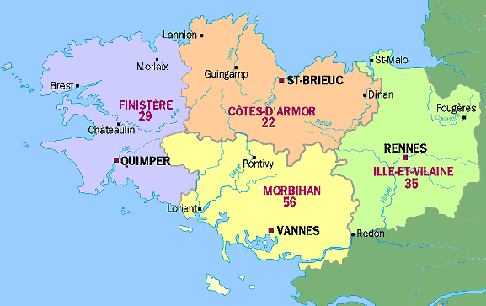 Lannion
Morlaix
Guingamp
ST-BRIEUC
St-Malo
Brest
Dinan
FINISTÈRE
29
CÔTES-D'ARMOR
22
Fougères
Châteaulin
RENNES
QUIMPER
Pontivy
ILLE-ET-VILAINE
35
MORBIHAN
56
Lorient
VANNES
Redon